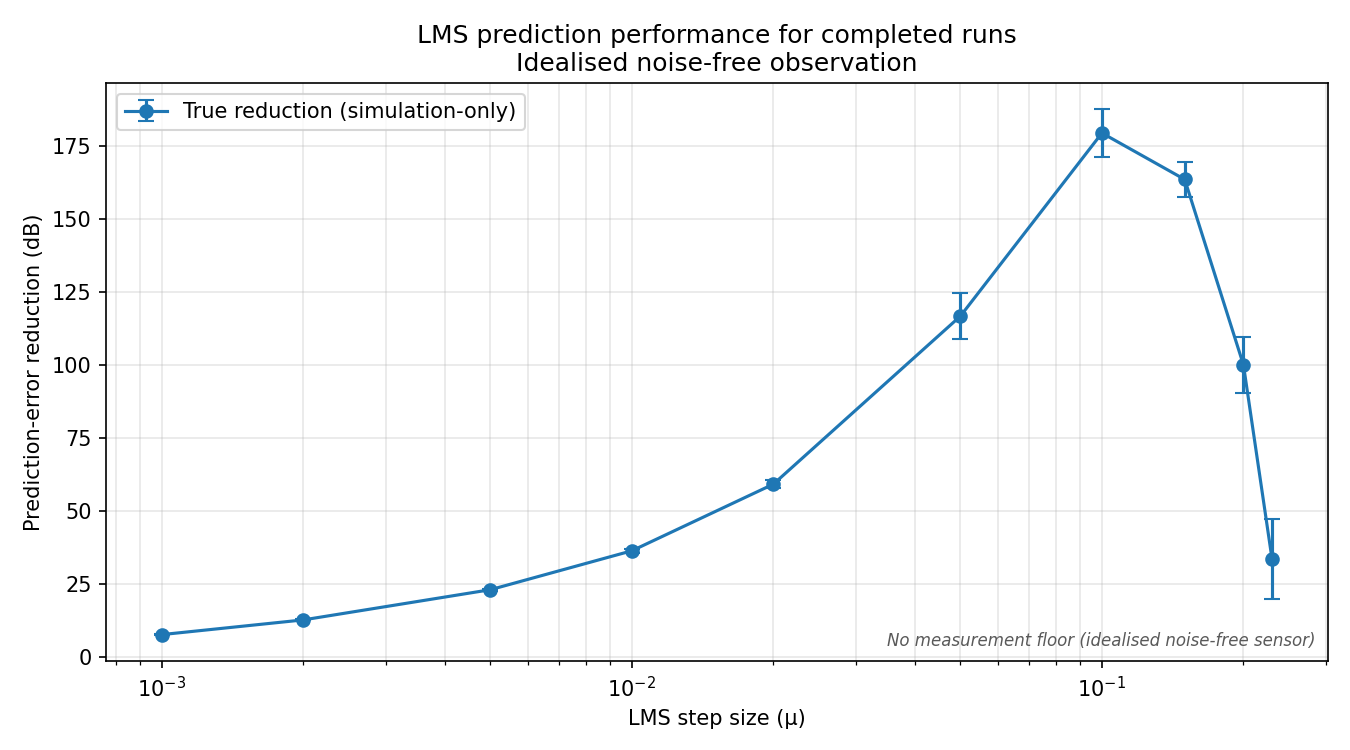 LMS prediction performance for completed runs
Idealised noise-free observation
True reduction (simulation-only)
Prediction-error reduction (dB)
175
150
125
100
75
50
25
0
No measurement floor (idealised noise-free sensor)
10⁻³
10⁻²
10⁻¹
LMS step size (μ)